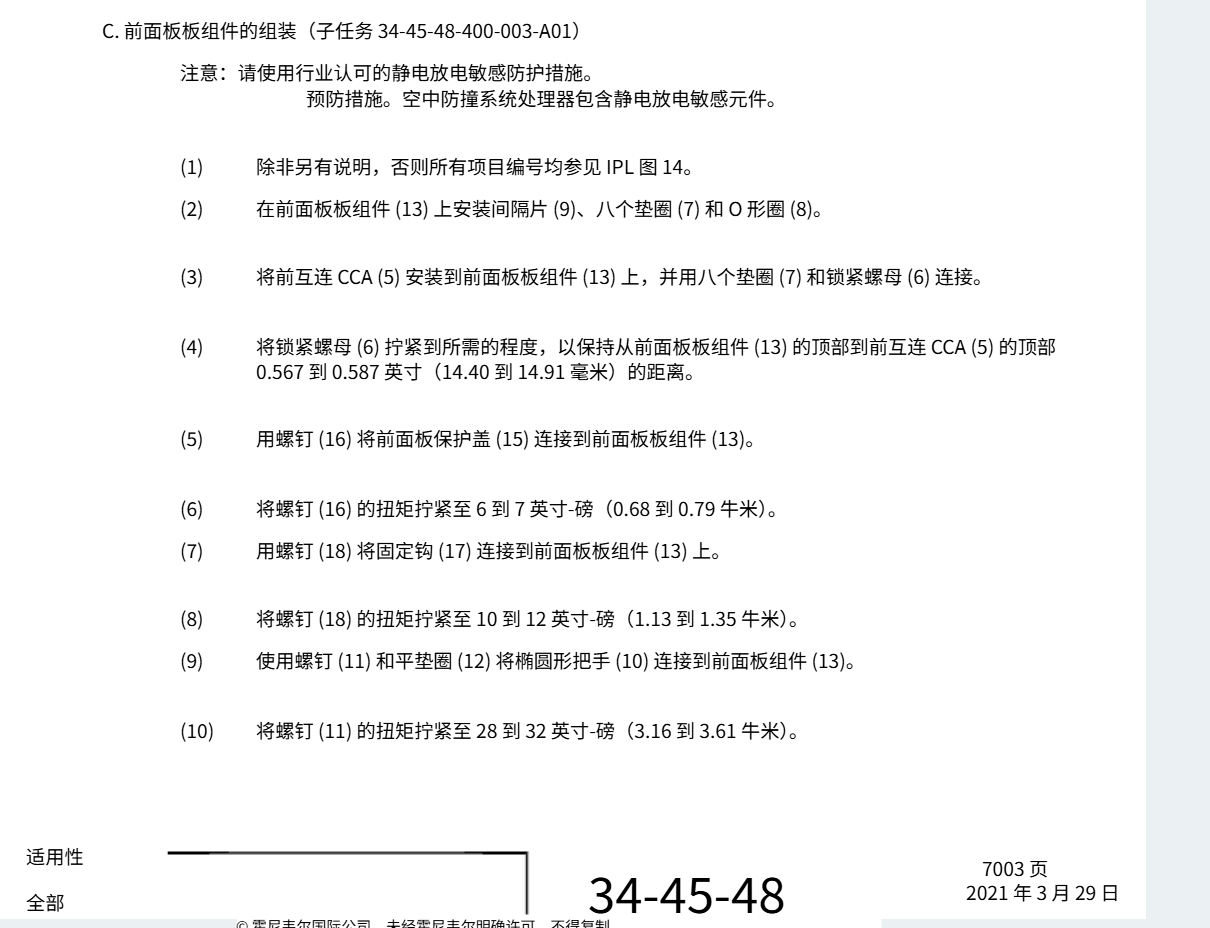 C. 前面板板组件的组装（子任务 34-45-48-400-003-A01）
注意：请使用行业认可的静电放电敏感防护措施。
预防措施。空中防撞系统处理器包含静电放电敏感元件。
(1) 除非另有说明，否则所有项目编号均参见 IPL 图 14。
(2) 在前面板板组件 (13) 上安装间隔片 (9)、八个垫圈 (7) 和 O 形圈 (8)。
(3) 将前互连 CCA (5) 安装到前面板板组件 (13) 上，并用八个垫圈 (7) 和锁紧螺母 (6) 连接。
(4) 将锁紧螺母 (6) 拧紧到所需的程度，以保持从前面板板组件 (13) 的顶部到前互连 CCA (5) 的顶部
0.567 到 0.587 英寸（14.40 到 14.91 毫米）的距离。
(5) 用螺钉 (16) 将前面板保护盖 (15) 连接到前面板板组件 (13)。
(6) 将螺钉 (16) 的扭矩拧紧至 6 到 7 英寸-磅（0.68 到 0.79 牛米）。
(7) 用螺钉 (18) 将固定钩 (17) 连接到前面板板组件 (13) 上。
(8) 将螺钉 (18) 的扭矩拧紧至 10 到 12 英寸-磅（1.13 到 1.35 牛米）。
(9) 使用螺钉 (11) 和平垫圈 (12) 将椭圆形把手 (10) 连接到前面板组件 (13)。
(10) 将螺钉 (11) 的扭矩拧紧至 28 到 32 英寸-磅（3.16 到 3.61 牛米）。
适用性
全部
34-45-48
7003 页
2021 年 3 月 29 日
© 霍尼韦尔国际公司。未经霍尼韦尔明确许可，不得复制